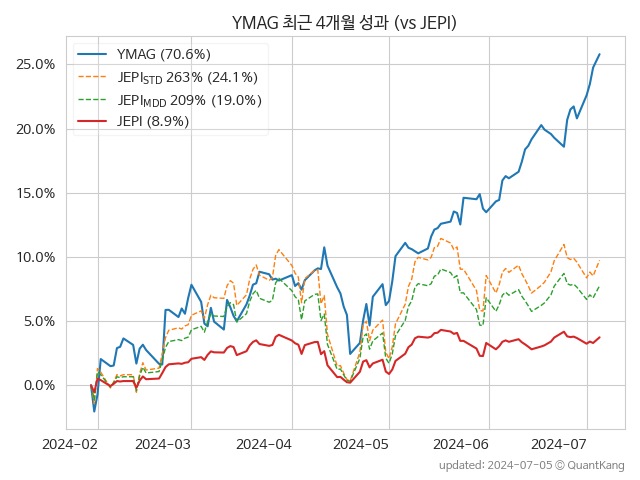 YMAG 최근 4개월 성과 (vs JEPI)
YMAG (70.6%)
JEPI_STD 263% (24.1%)
JEPI_MDD 209% (19.0%)
JEPI (8.9%)
25.0%
20.0%
15.0%
10.0%
5.0%
0.0%
2024-02 2024-03 2024-04 2024-05 2024-06 2024-07
updated: 2024-07-05 © QuantKang